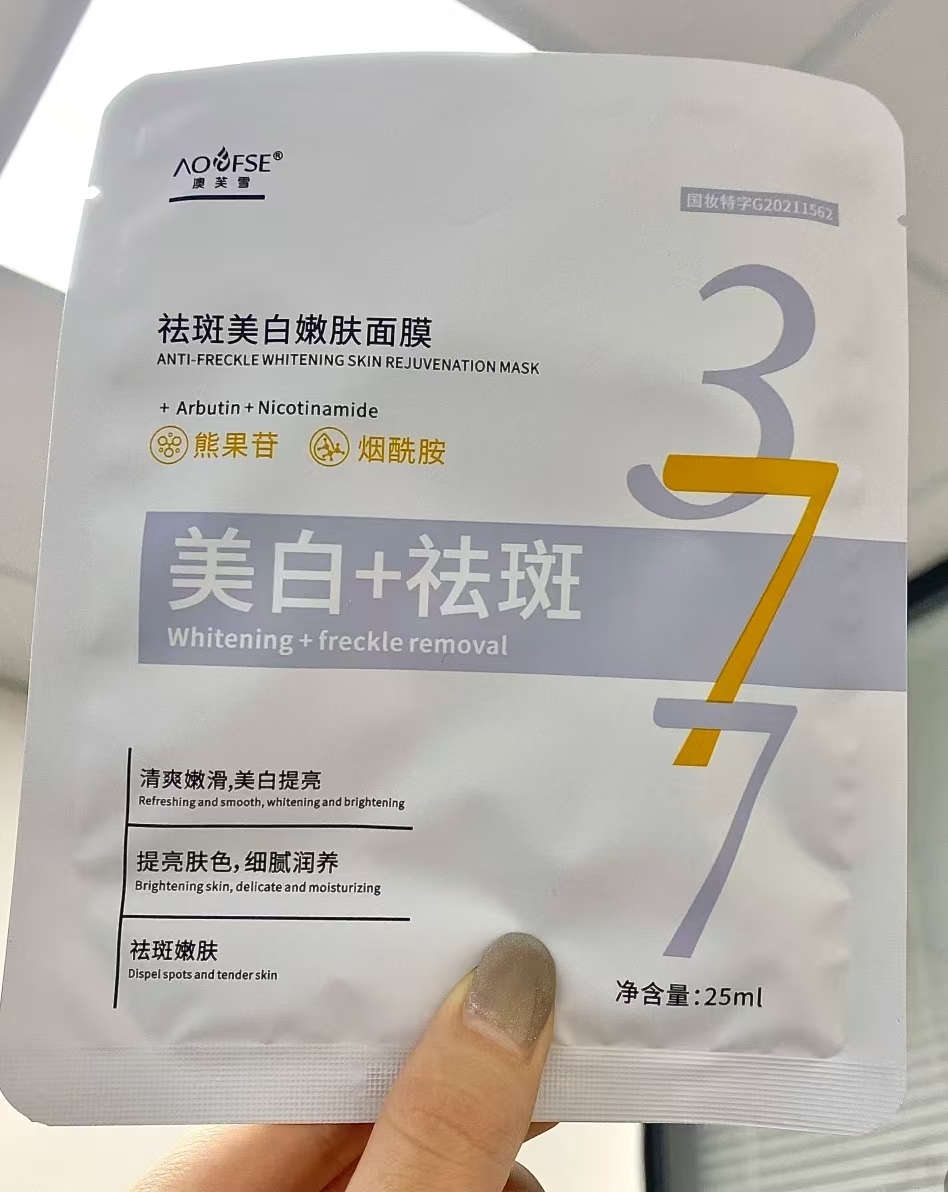 AOUFSE®
澳芙雪
国妆特字G20211562
377
祛斑美白嫩肤面膜
ANTI-FRECKLE WHITENING SKIN REJUVENATION MASK
+ Arbutin + Nicotinamide
熊果苷 烟酰胺
美白+祛斑
Whitening + freckle removal
清爽嫩滑,美白提亮
Refreshing and smooth, whitening and brightening
提亮肤色,细腻润养
Brightening skin, delicate and moisturizing
祛斑嫩肤
Dispel spots and tender skin
净含量:25ml